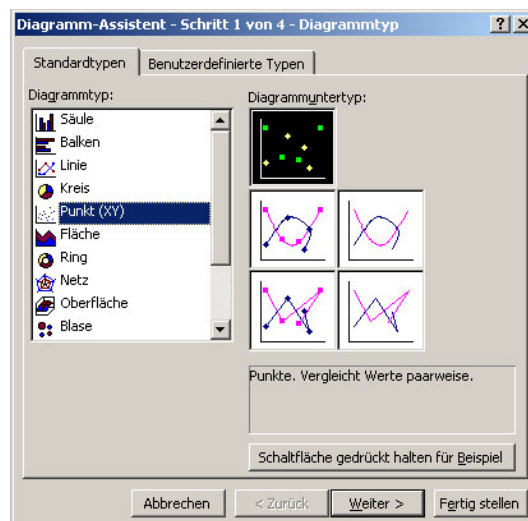 Diagramm-Assistent - Schritt 1 von 4 - Diagrammtyp
Standardtypen
Benutzerdefinierte Typen
Diagrammtyp:
Säule
Balken
Linie
Kreis
Punkt (XY)
Fläche
Ring
Netz
Oberfläche
Blase
Diagrammuntertyp:
Punkte. Vergleicht Werte paarweise.
Schaltfläche gedrückt halten für Beispiel
Abbrechen
< Zurück
Weiter >
Fertig stellen